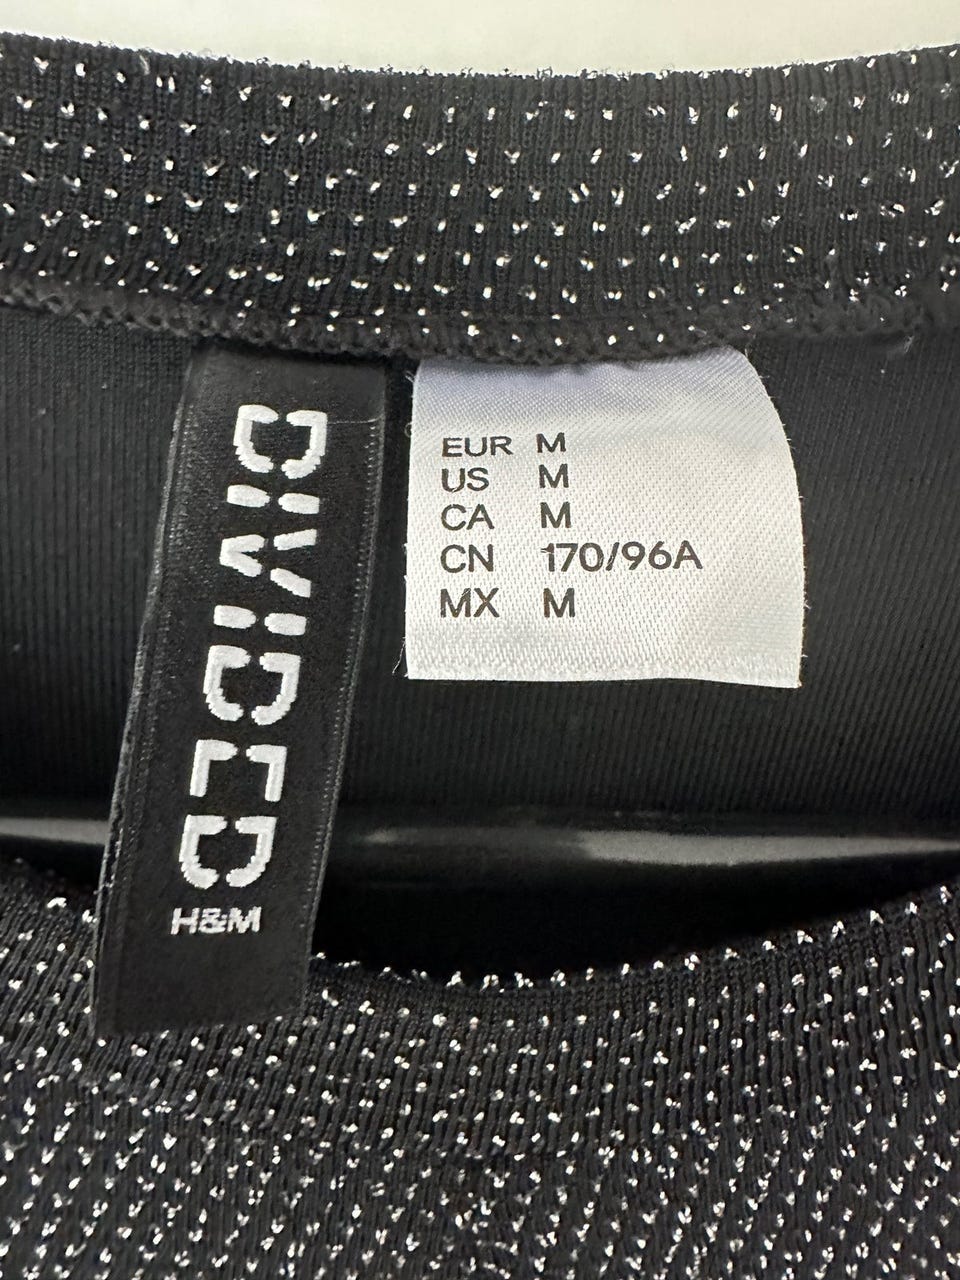 DIVIDED
H&M
EUR M
US M
CA M
CN 170/96A
MX M